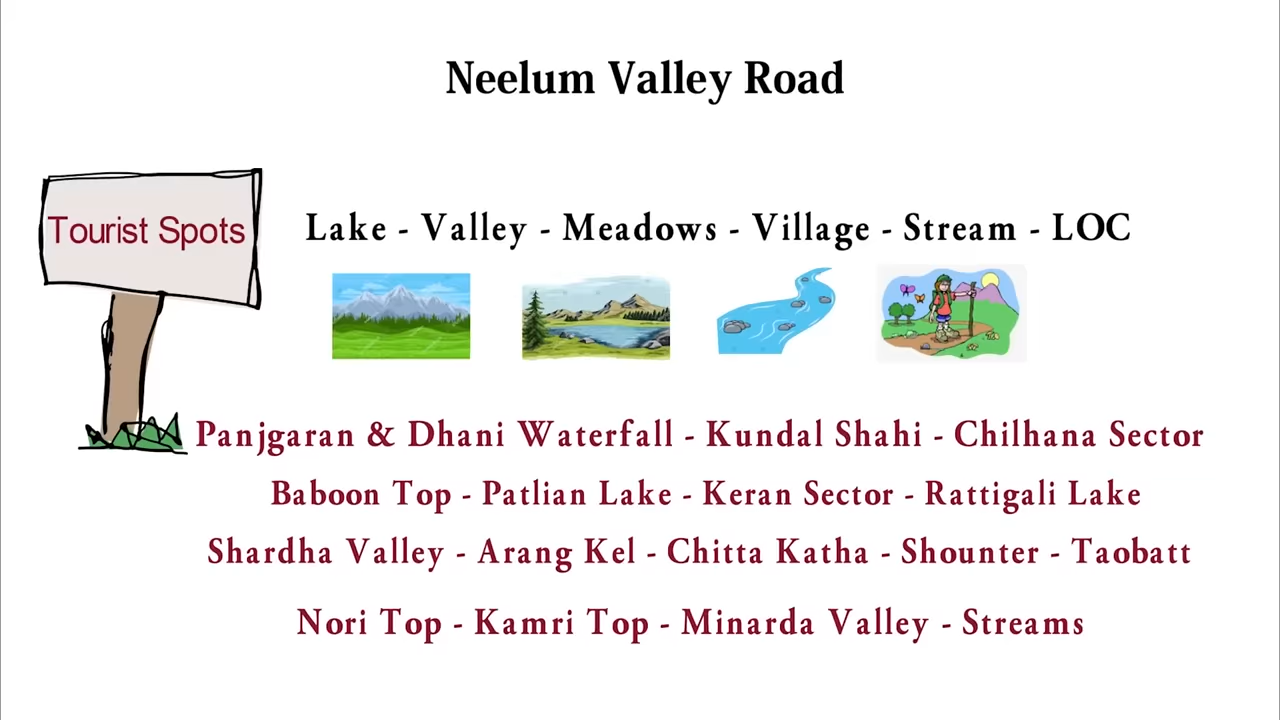 Neelum Valley Road
Tourist Spots
Lake - Valley - Meadows - Village - Stream - LOC
Panjgaran & Dhani Waterfall - Kundal Shahi - Chilhana Sector
Baboon Top - Patlian Lake - Keran Sector - Rattigali Lake
Shardha Valley - Arang Kel - Chitta Katha - Shounter - Taobatt
Nori Top - Kamri Top - Minarda Valley - Streams